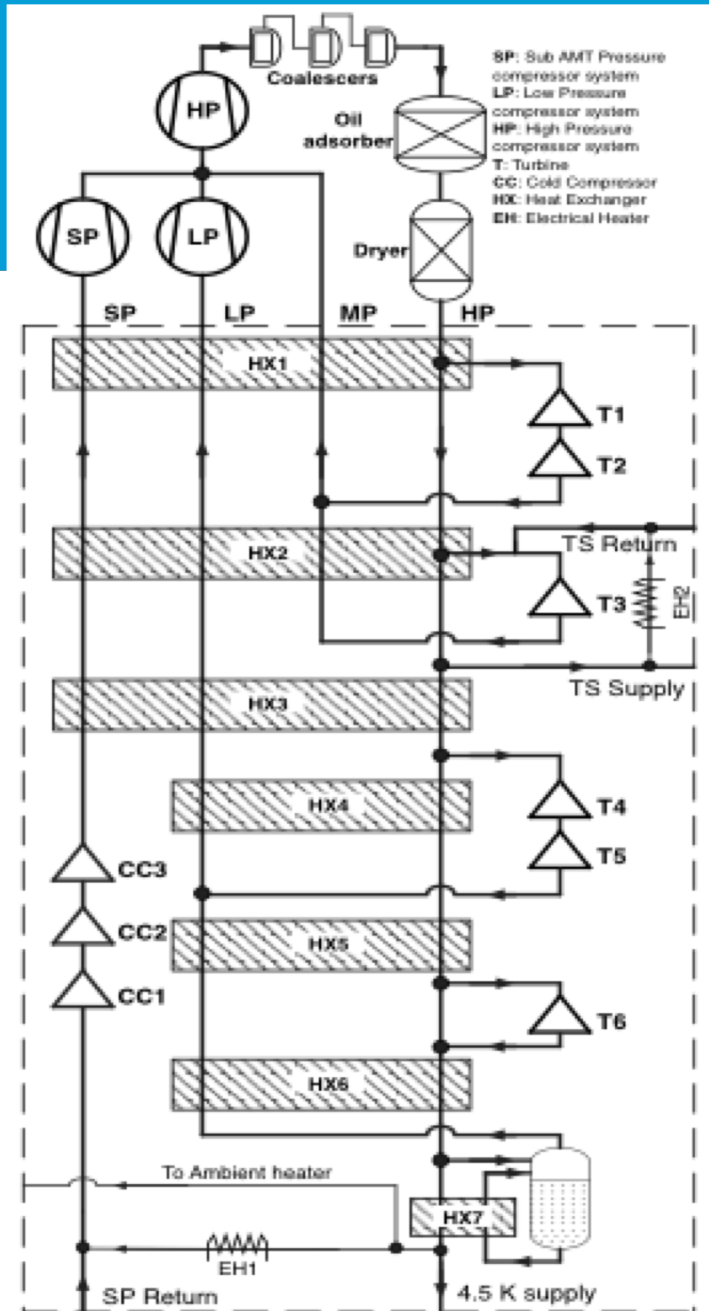 Coalescers
SP: Sub AMT Pressure
compressor system
LP: Low Pressure
compressor system
HP: High Pressure
compressor system
T: Turbine
CC: Cold Compressor
HX: Heat Exchanger
EH: Electrical Heater
HP
Oil
adsorber
SP
LP
Dryer
SP
LP
MP
HP
HX1
T1
T2
TS Return
HX2
T3
EH2
TS Supply
HX3
HX4
T4
T5
CC3
CC2
HX5
CC1
T6
HX6
To Ambient heater
HX7
EH1
SP Return
4.5 K supply